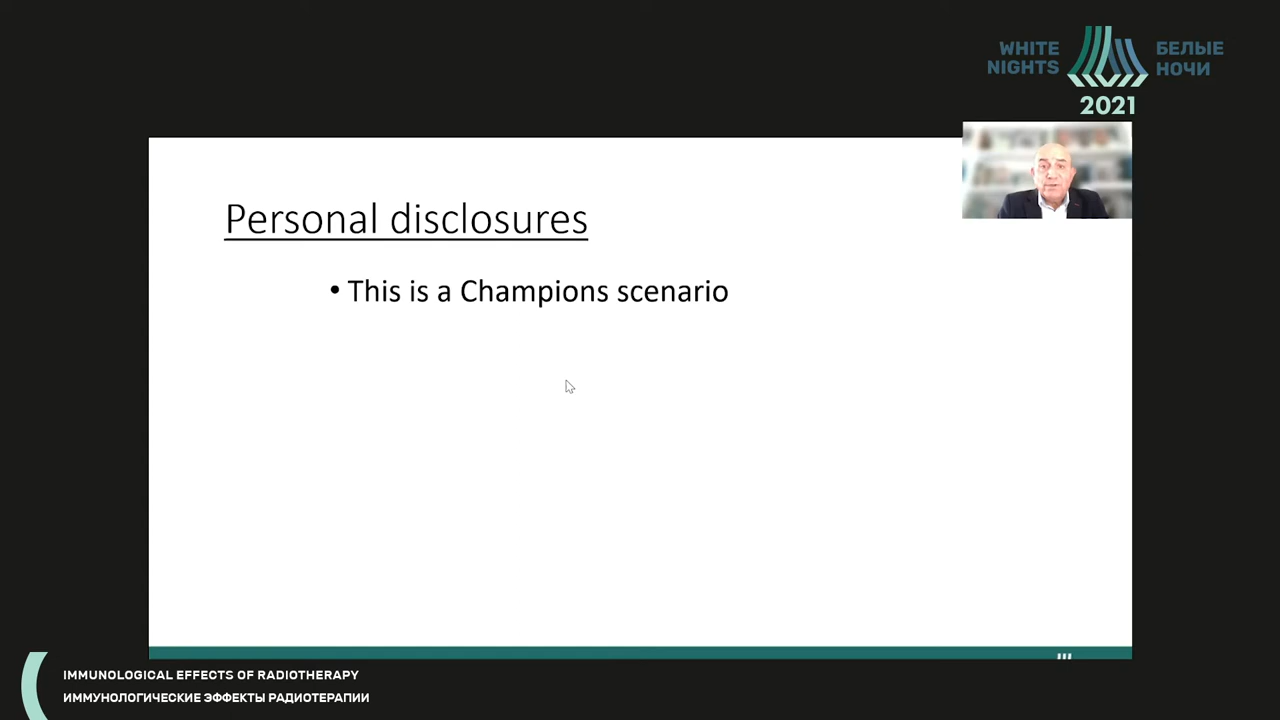 WHITE
NIGHTS
БЕЛЫЕ
НОЧИ
2021
Personal disclosures
• This is a Champions scenario
IMMUNOLOGICAL EFFECTS OF RADIOTHERAPY
ИММУНОЛОГИЧЕСКИЕ ЭФФЕКТЫ РАДИОТЕРАПИИ